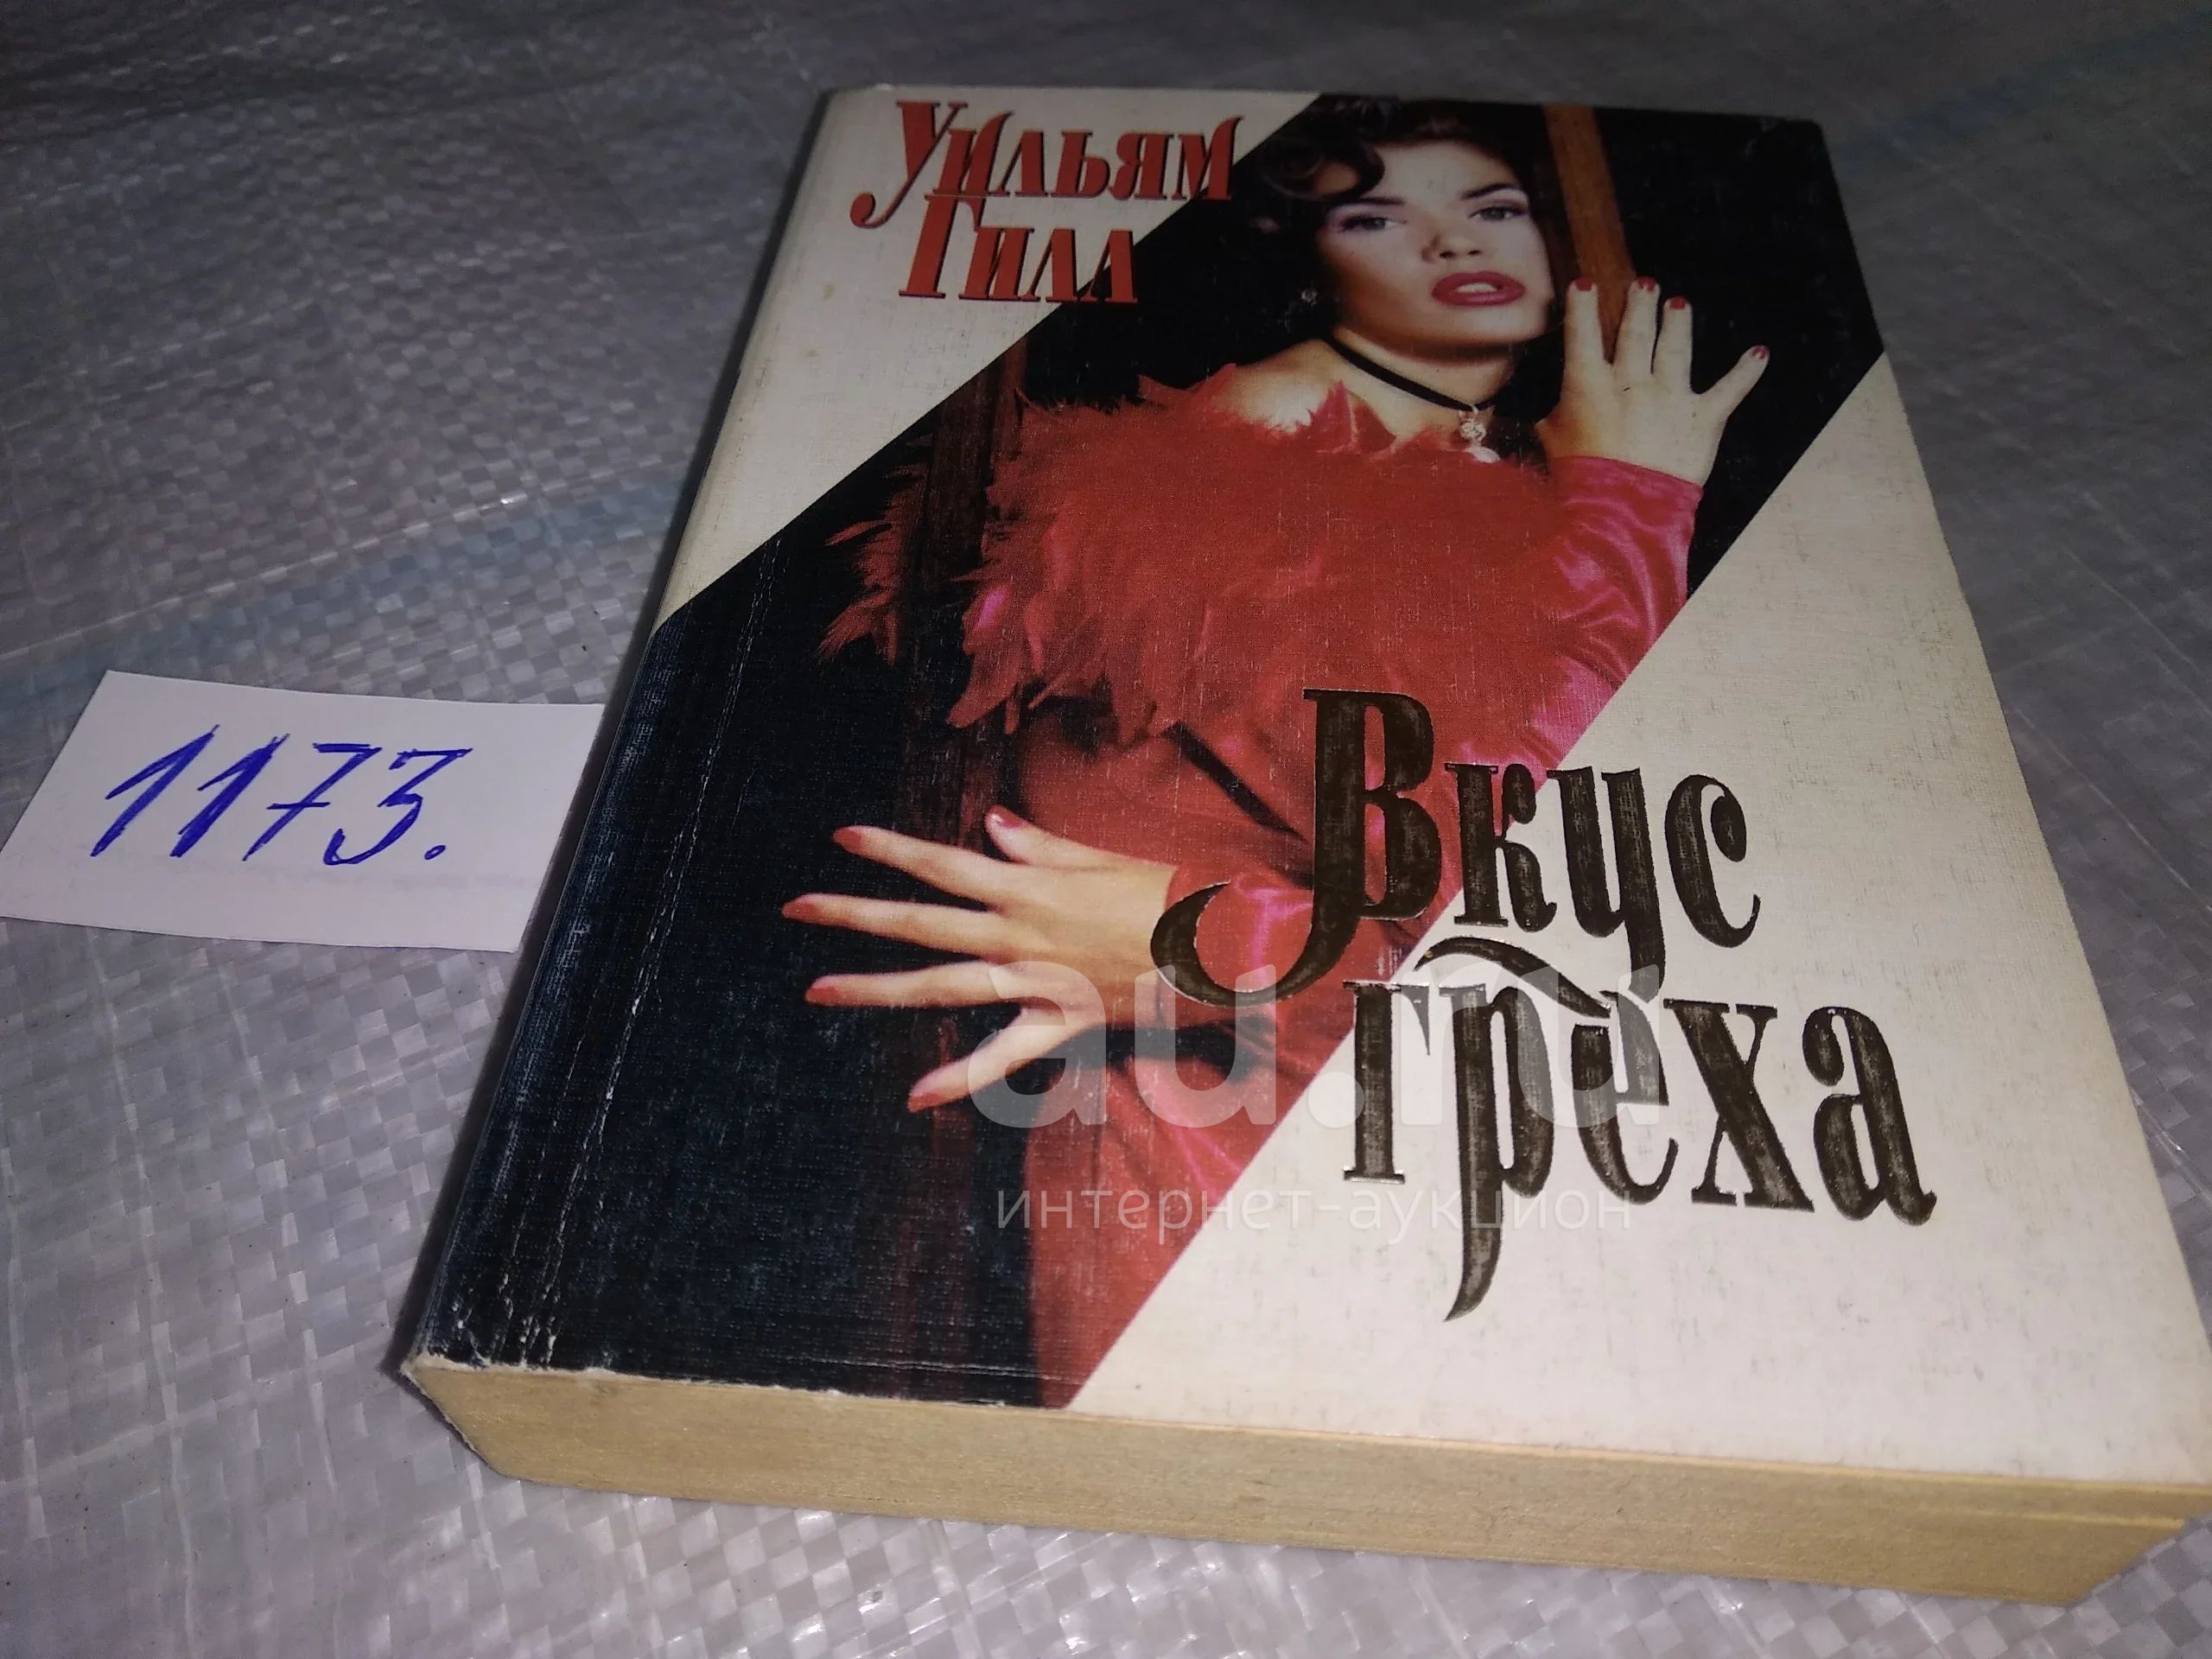 Уильям
Гилл
1173.
Вкус
греха
au.ru
интернет-аукцион